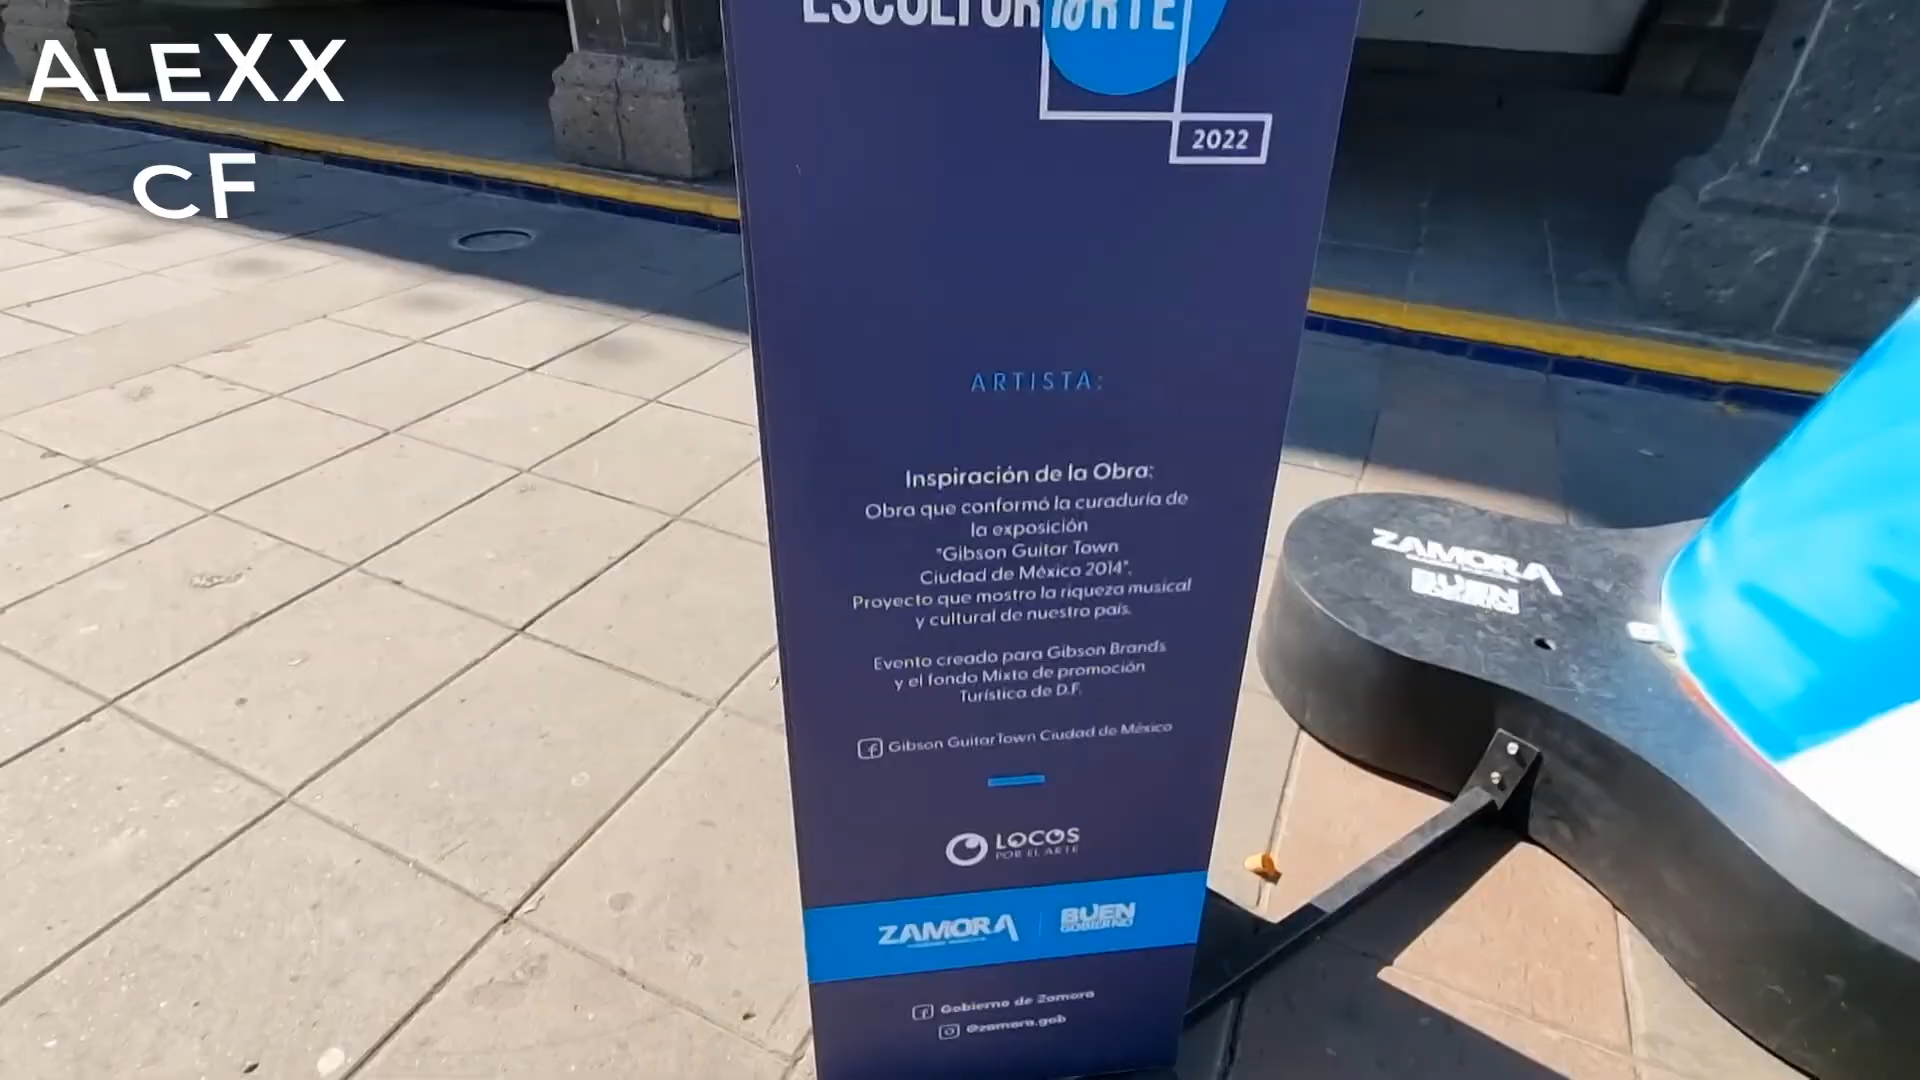 ALEXX
CF
2022
ARTISTA:
Inspiración de la Obra:
Obra que conformó la curaduría de
la exposición
"Gibson Guitar Town
Ciudad de México 2014".
Proyecto que mostro la riqueza musical
y cultural de nuestro país.
Evento creado para Gibson Brands
y el fondo Mixto de promoción
Turística de D.F.
Gibson GuitarTown Ciudad de México
LOCOS
POR EL ARTE
ZAMORA
BUEN
GOBIERNO
Gobierno de Zamora
@zamora.gob
ZAMORA
BUEN